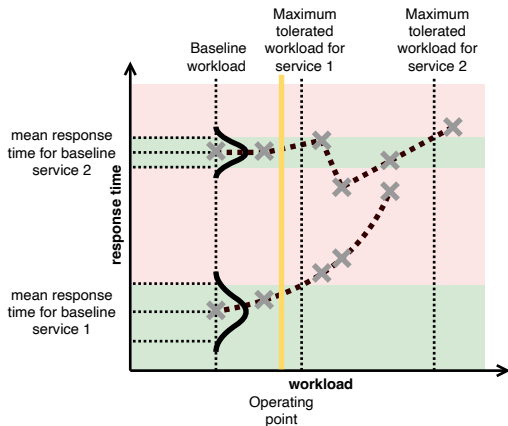 Maximum
tolerated
workload for
service 1
Maximum
tolerated
workload for
service 2
Baseline
workload
mean response
time for baseline
service 2
response time
mean response
time for baseline
service 1
workload
Operating
point